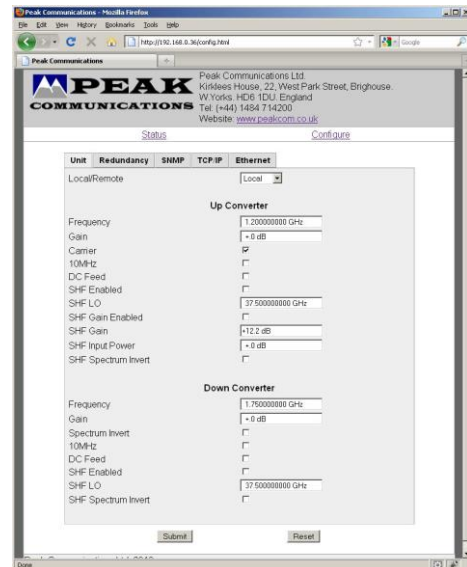 Peak Communications - Mozilla Firefox
File Edit View History Bookmarks Tools Help
http://192.168.0.36/config.html
Google
Peak Communications
PEAK
COMMUNICATIONS
Peak Communications Ltd.
Kirklees House, 22, West Park Street, Brighouse.
W.Yorks. HD6 1DU. England
Tel: (+44) 1484 714200
Website: www.peakcom.co.uk
Status Configure
Unit Redundancy SNMP TCP/IP Ethernet
Local/Remote Local
Up Converter
Frequency 1.200000000 GHz
Gain +.0 dB
Carrier
10MHz
DC Feed
SHF Enabled
SHF LO 37.500000000 GHz
SHF Gain Enabled
SHF Gain +12.2 dB
SHF Input Power +.0 dB
SHF Spectrum Invert
Down Converter
Frequency 1.750000000 GHz
Gain +.0 dB
Spectrum Invert
10MHz
DC Feed
SHF Enabled
SHF LO 37.500000000 GHz
SHF Spectrum Invert
Submit Reset
Done